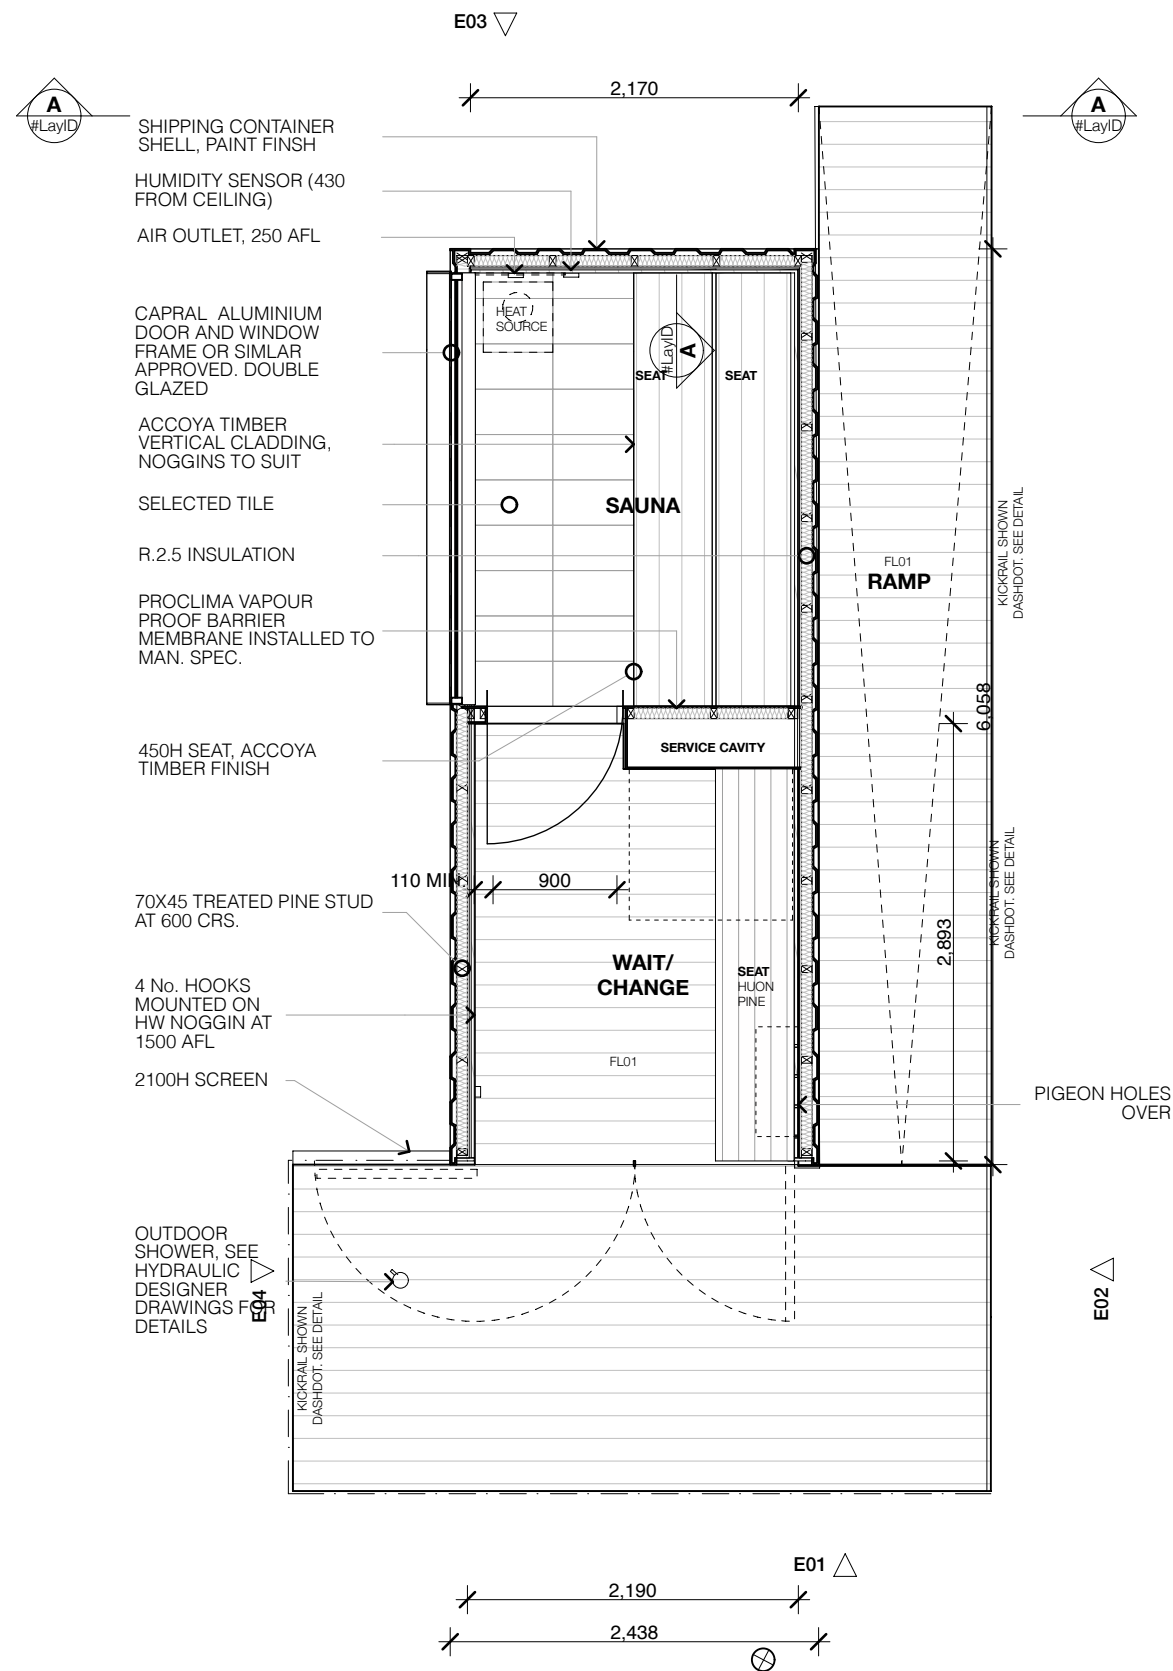 E03
2,170
A
#LayID
A
#LayID
SHIPPING CONTAINER
SHELL, PAINT FINSH
HUMIDITY SENSOR (430
FROM CEILING)
AIR OUTLET, 250 AFL
CAPRAL ALUMINIUM
DOOR AND WINDOW
FRAME OR SIMLAR
APPROVED. DOUBLE
GLAZED
HEAT
SOURCE
#LayID
A
SEAT
SEAT
ACCOYA TIMBER
VERTICAL CLADDING,
NOGGINS TO SUIT
SELECTED TILE
SAUNA
R.2.5 INSULATION
FL01
RAMP
KICKRAIL SHOWN
DASHDOT. SEE DETAIL
PROCLIMA VAPOUR
PROOF BARRIER
MEMBRANE INSTALLED TO
MAN. SPEC.
6,058
450H SEAT, ACCOYA
TIMBER FINISH
SERVICE CAVITY
110 MIN
900
70X45 TREATED PINE STUD
AT 600 CRS.
2,893
KICKRAIL SHOWN
DASHDOT. SEE DETAIL
WAIT/
CHANGE
SEAT
HUON
PINE
4 No. HOOKS
MOUNTED ON
HW NOGGIN AT
1500 AFL
FL01
2100H SCREEN
PIGEON HOLES
OVER
OUTDOOR
SHOWER, SEE
HYDRAULIC
DESIGNER
DRAWINGS FOR
DETAILS
E04
E02
KICKRAIL SHOWN
DASHDOT. SEE DETAIL
E01
2,190
2,438